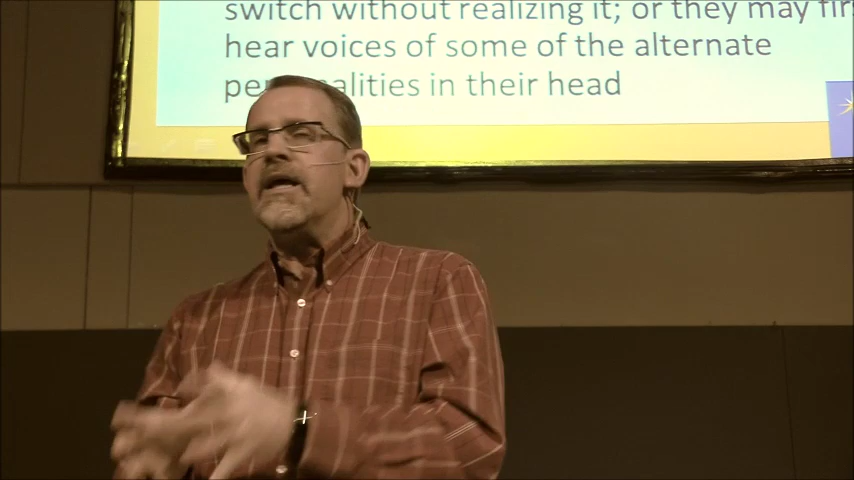 switch without realizing it; or they may
hear voices of some of the alternate
in their head